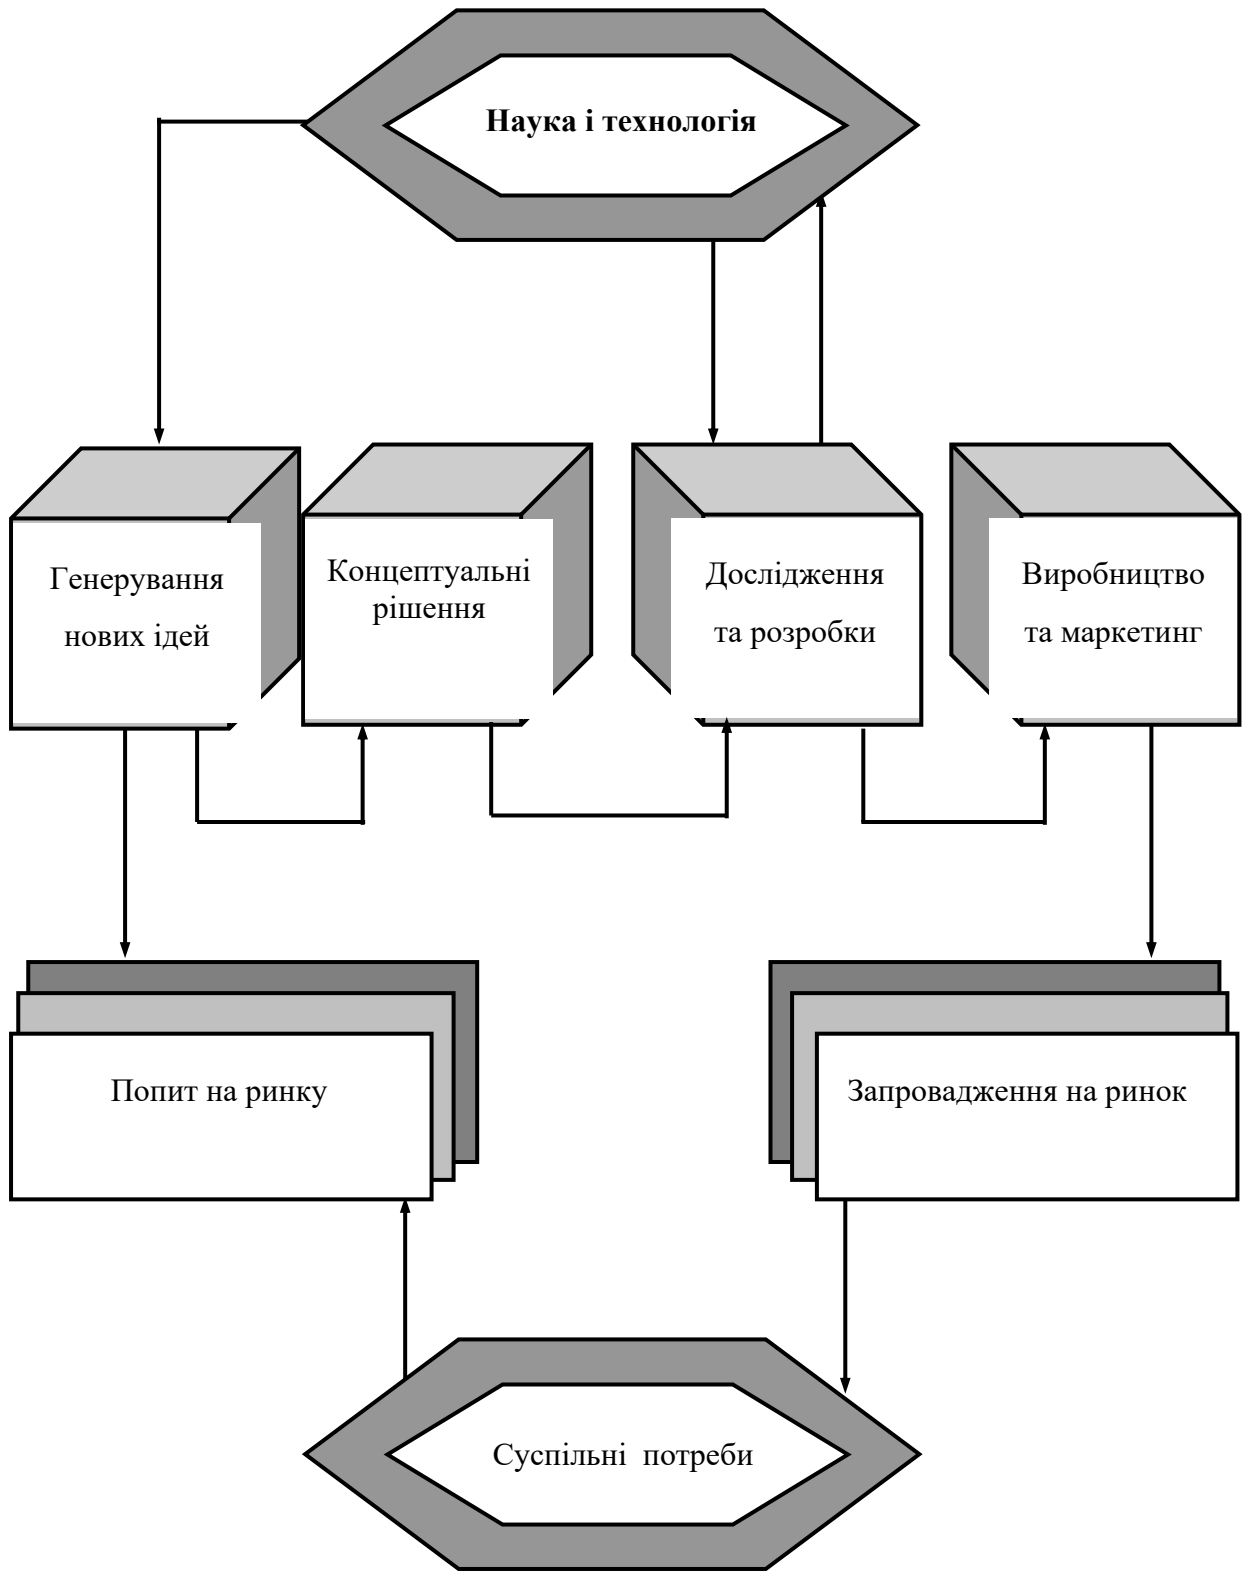 Наука і технологія
Генерування
нових ідей
Концептуальні
рішення
Дослідження
та розробки
Виробництво
та маркетинг
Попит на ринку
Запровадження на ринок
Суспільні потреби